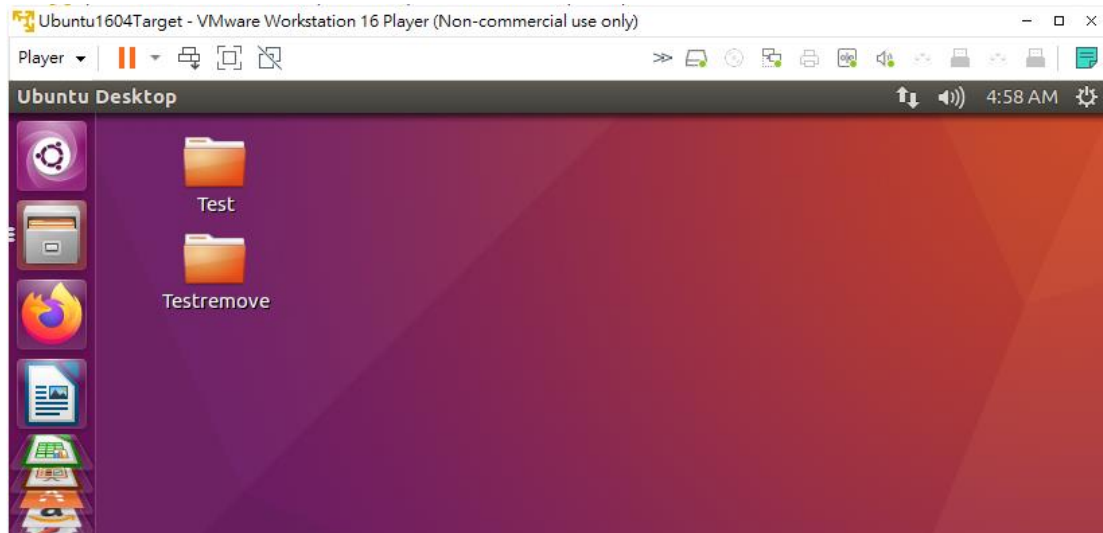 Ubuntu1604Target - VMware Workstation 16 Player (Non-commercial use only)
Player
Ubuntu Desktop 4:58 AM
Test
Testremove